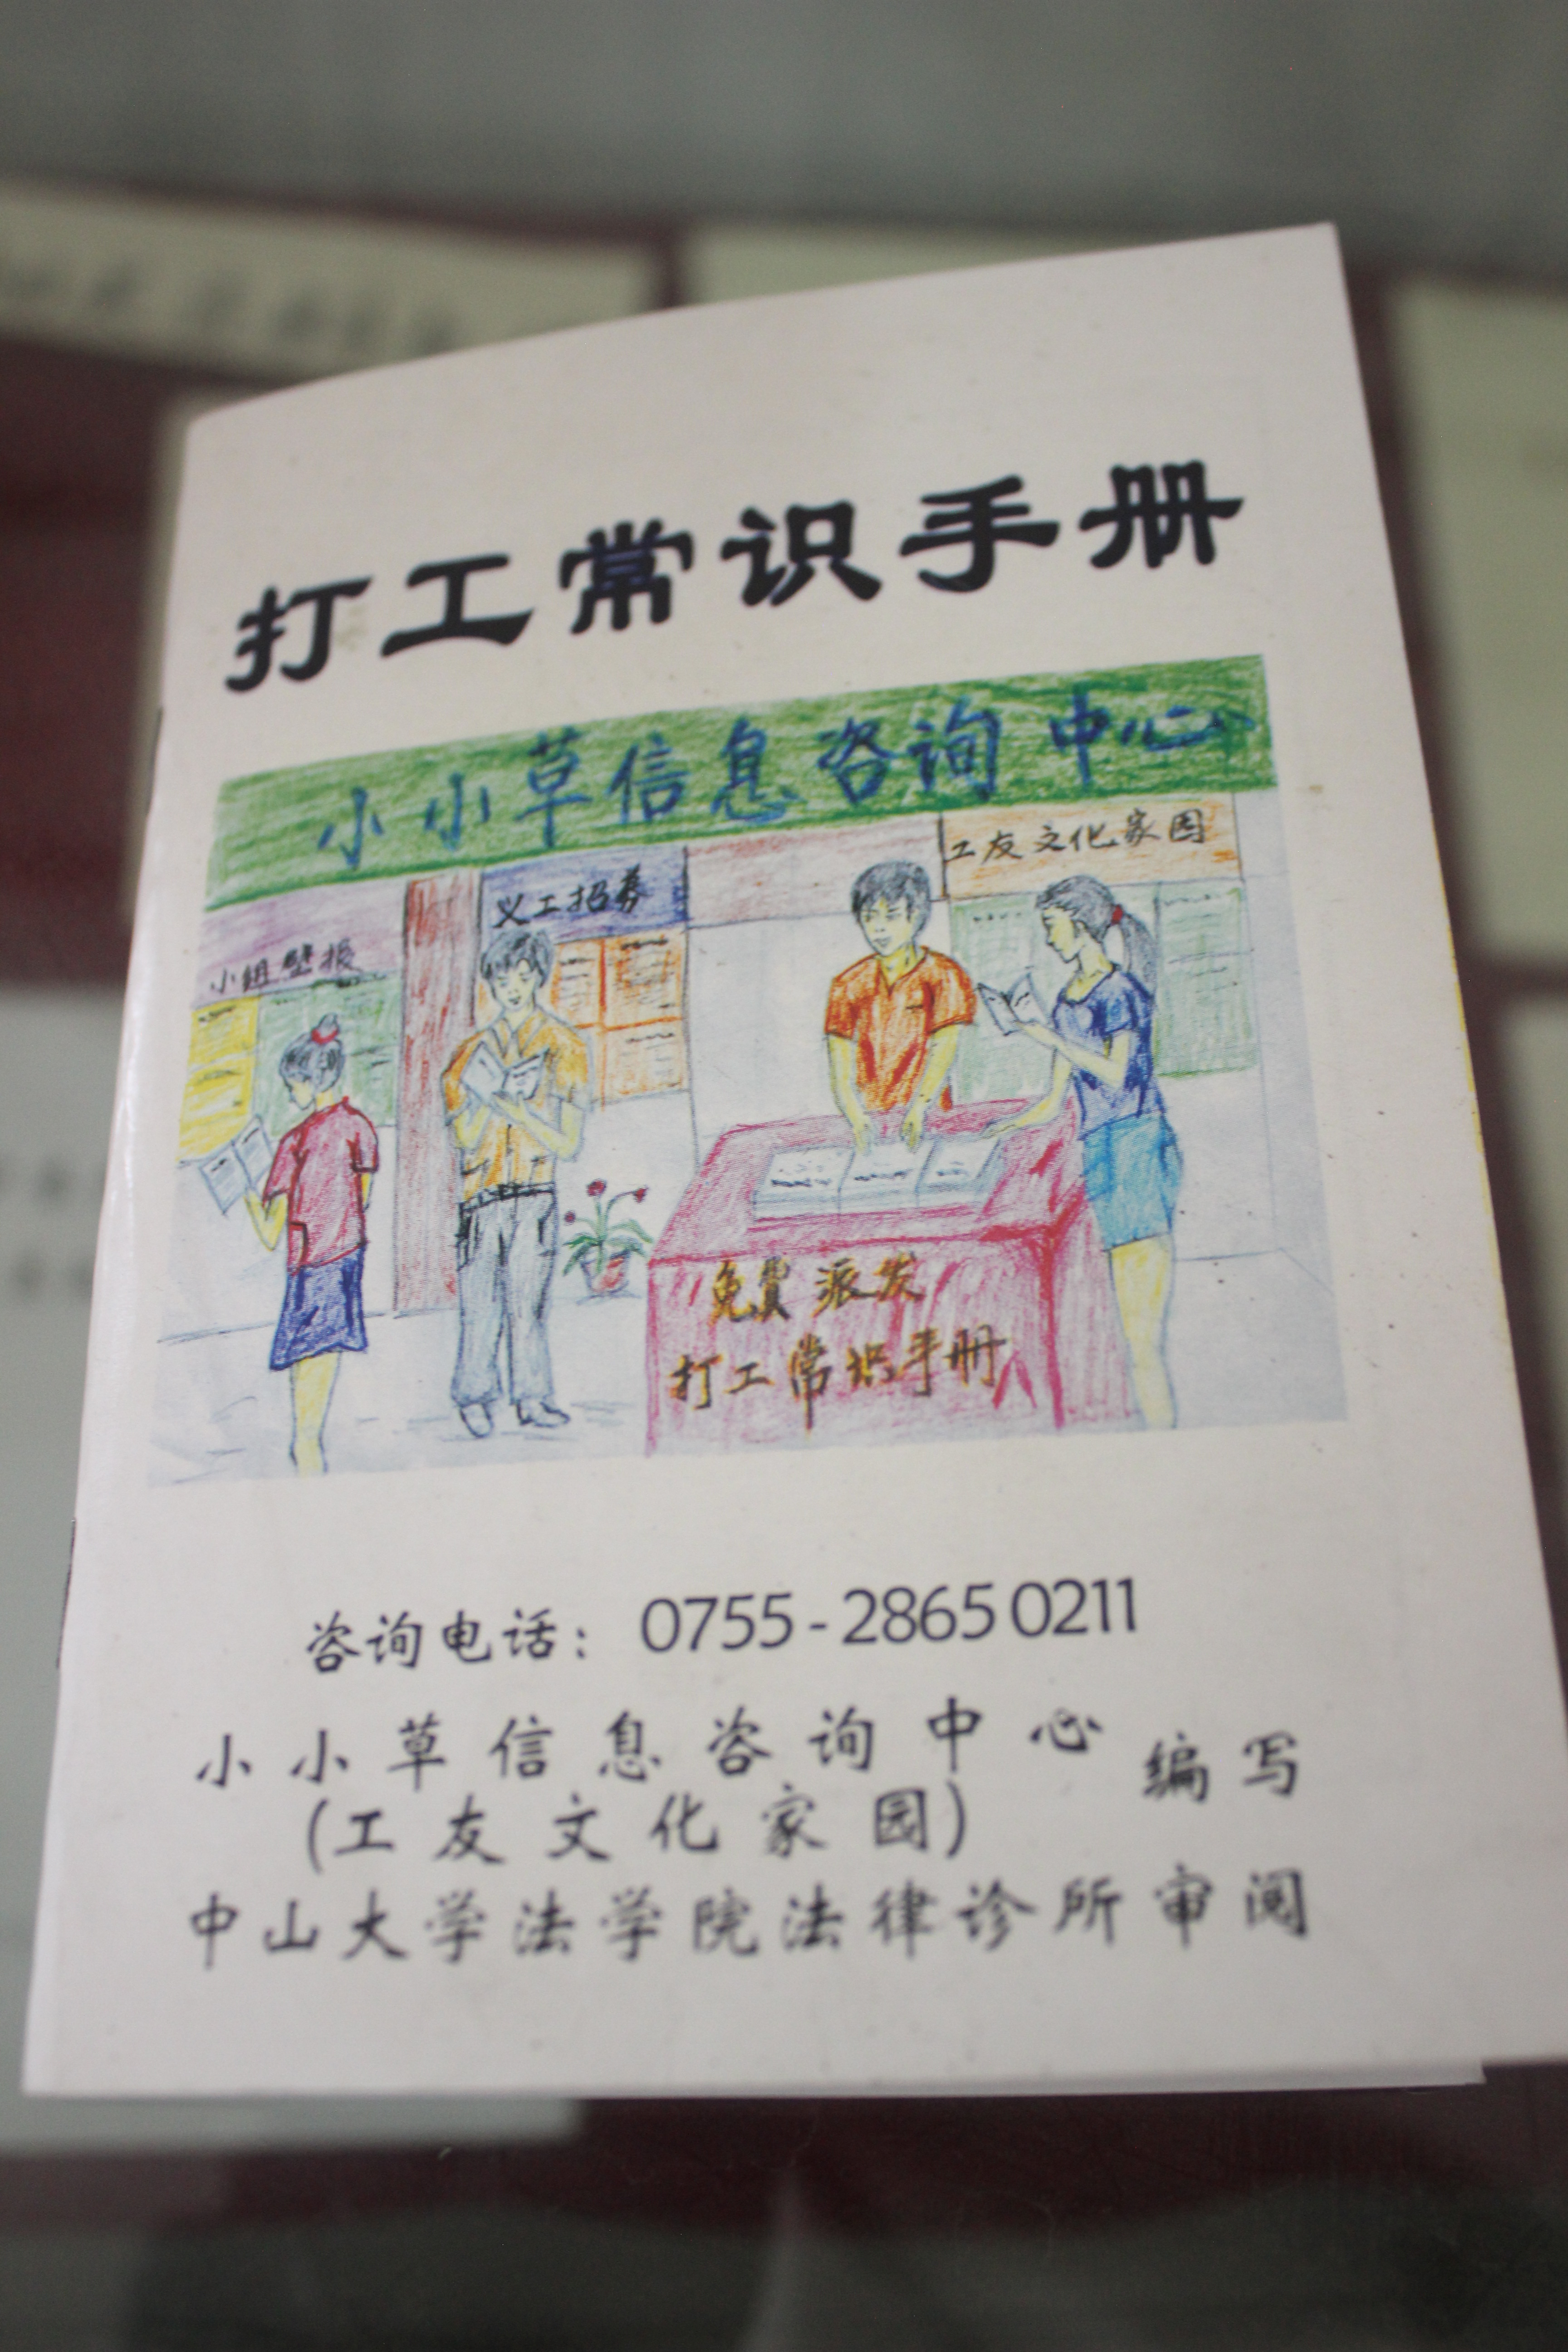 打工常识手册
小小草信息咨询中心
工友文化家园
义工招募
小组壁报
免费派发
打工常识手册
咨询电话：0755-28650211
小小草信息咨询中心 编写
(工友文化家园)
中山大学法学院法律诊所审阅